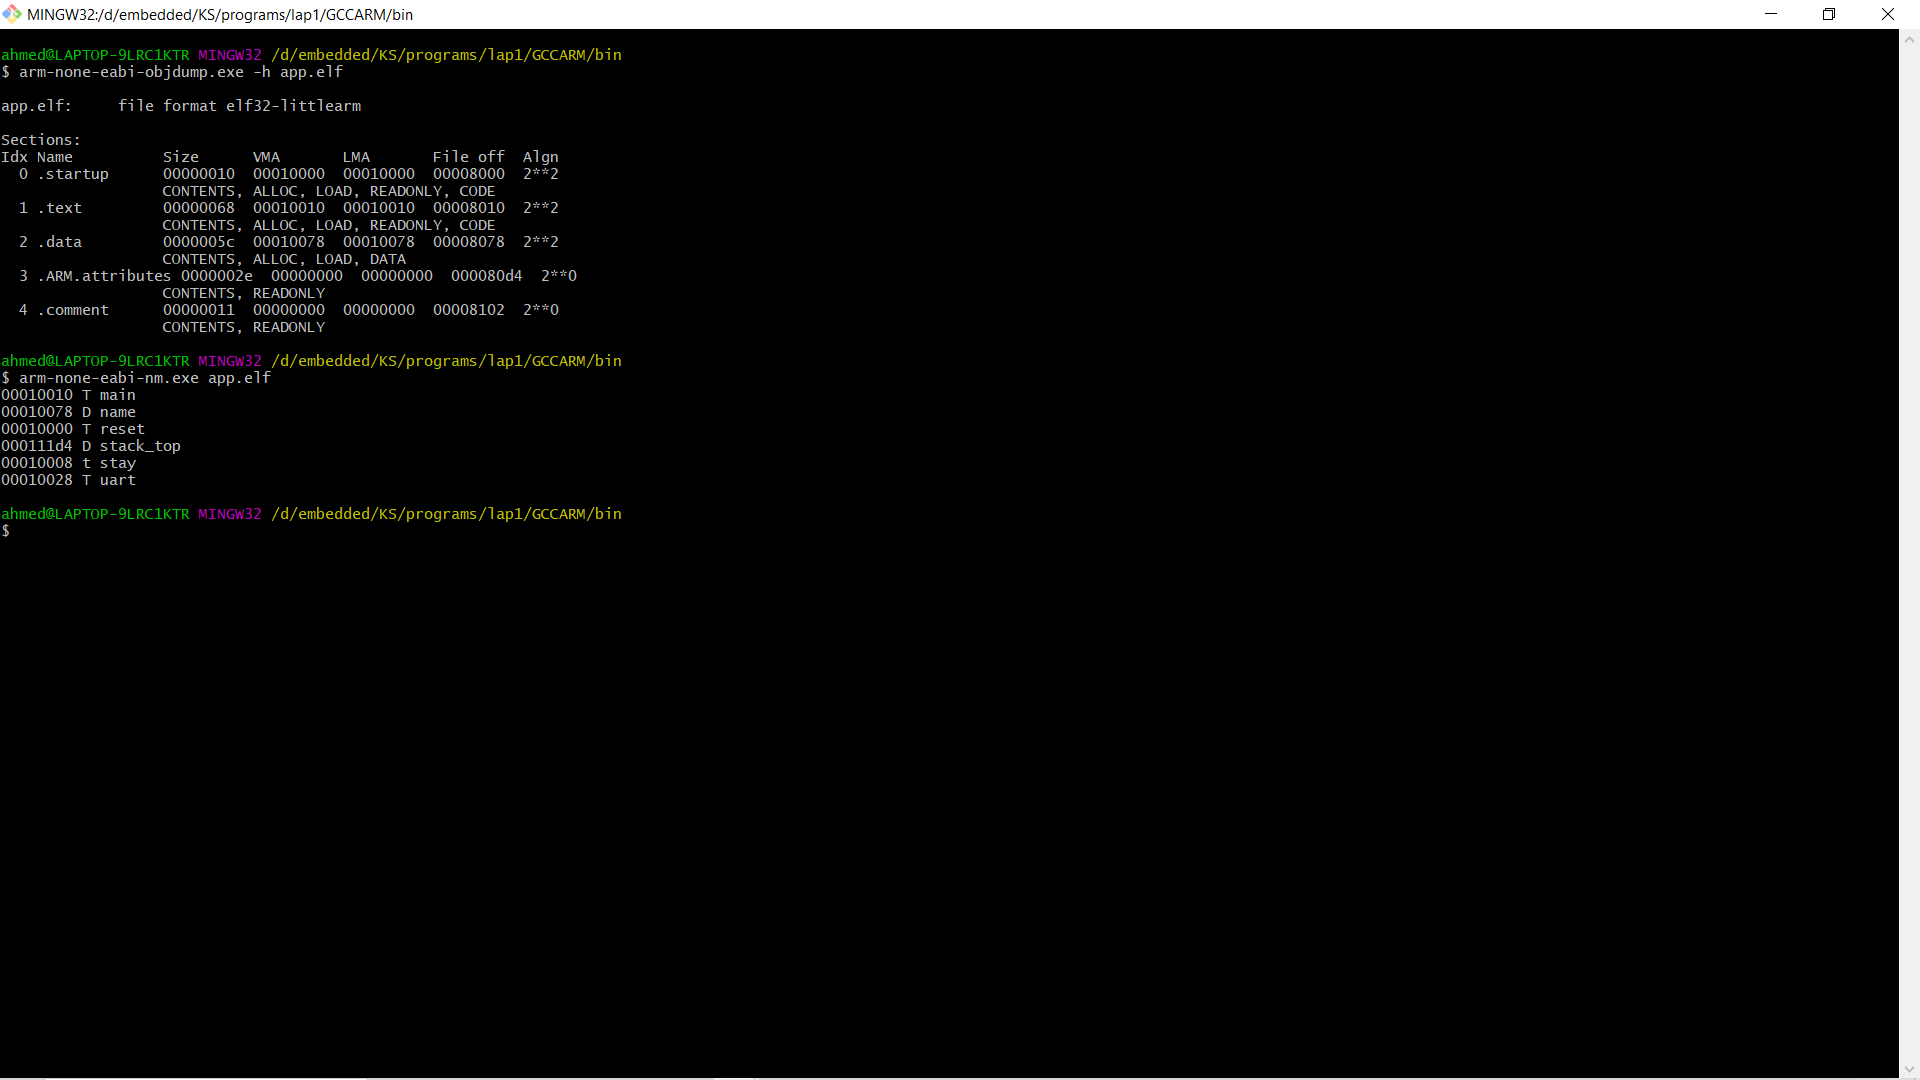 MINGW32:/d/embedded/KS/programs/lap1/GCCARM/bin
ahmed@LAPTOP-9LRC1KTR MINGW32 /d/embedded/KS/programs/lap1/GCCARM/bin
$ arm-none-eabi-objdump.exe -h app.elf
app.elf:     file format elf32-littlearm
Sections:
Idx Name          Size      VMA       LMA       File off  Algn
  0 .startup      00000010  00010000  00010000  00008000  2**2
                  CONTENTS, ALLOC, LOAD, READONLY, CODE
  1 .text         00000068  00010010  00010010  00008010  2**2
                  CONTENTS, ALLOC, LOAD, READONLY, CODE
  2 .data         0000005c  00010078  00010078  00008078  2**2
                  CONTENTS, ALLOC, LOAD, DATA
  3 .ARM.attributes 0000002e  00000000  00000000  000080d4  2**0
                  CONTENTS, READONLY
  4 .comment      00000011  00000000  00000000  00008102  2**0
                  CONTENTS, READONLY
ahmed@LAPTOP-9LRC1KTR MINGW32 /d/embedded/KS/programs/lap1/GCCARM/bin
$ arm-none-eabi-nm.exe app.elf
00010010 T main
00010078 D name
00010000 T reset
000111d4 D stack_top
00010008 t stay
00010028 T uart
ahmed@LAPTOP-9LRC1KTR MINGW32 /d/embedded/KS/programs/lap1/GCCARM/bin
$